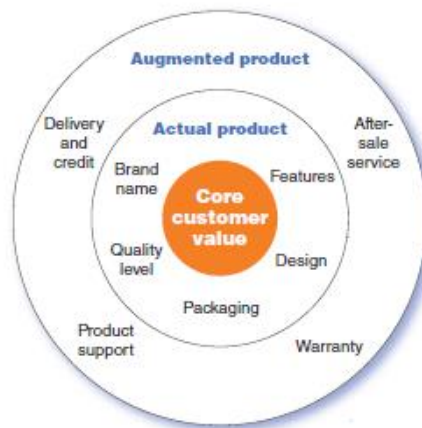 Augmented product
Delivery
and
credit
Actual product
After-
sale
service
Brand
name
Features
Core
customer
value
Quality
level
Design
Packaging
Product
support
Warranty